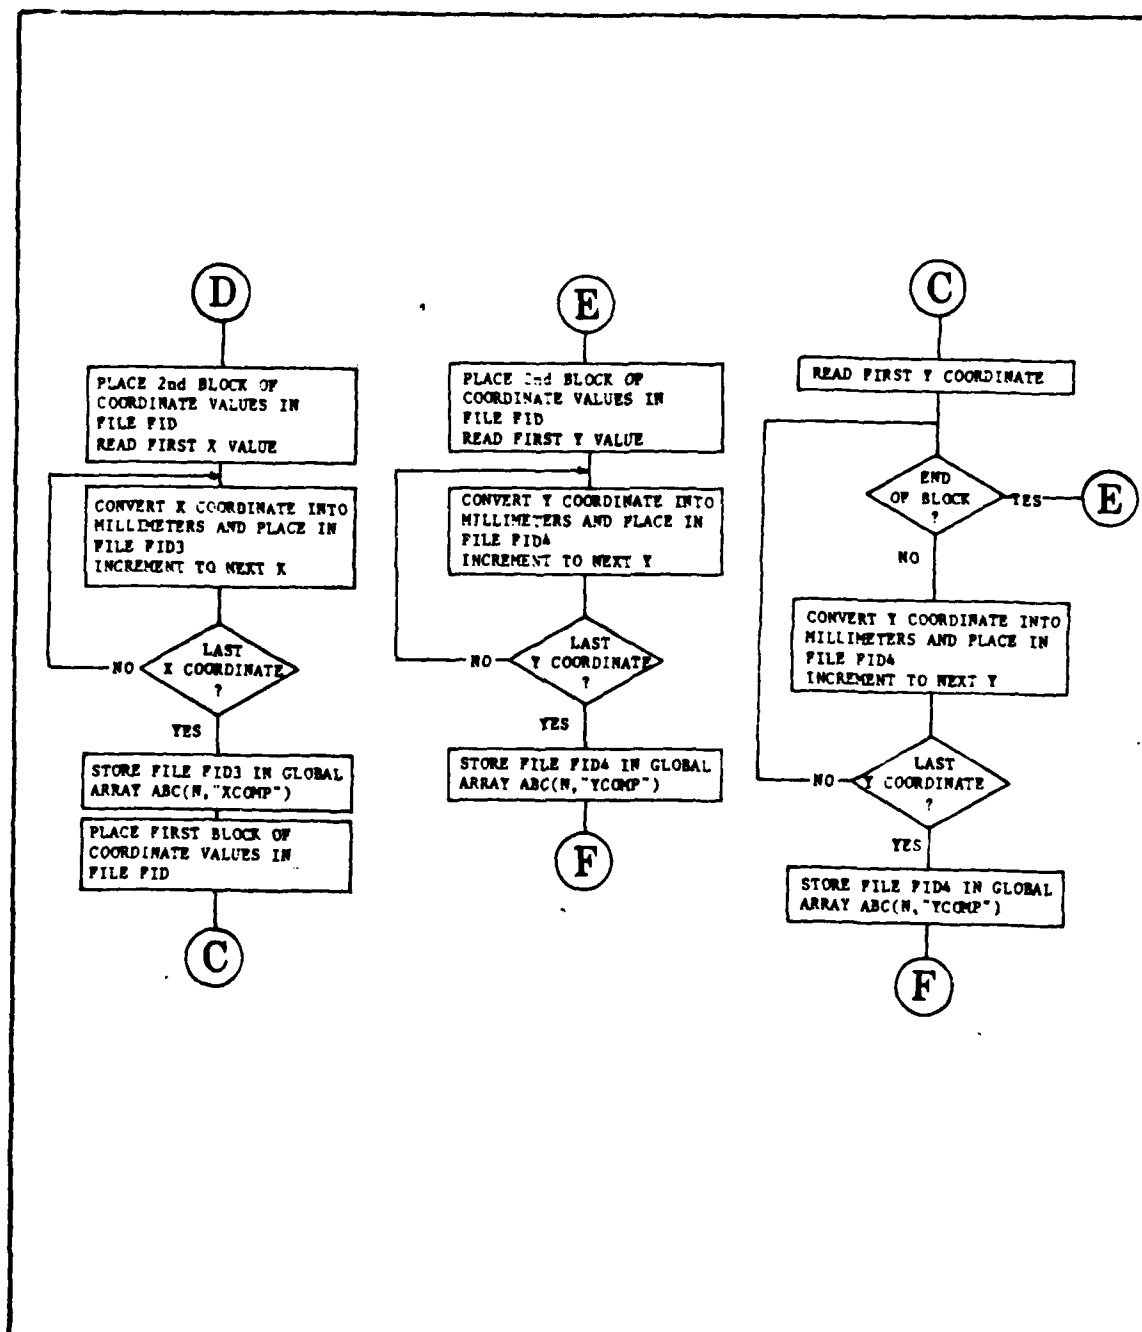 D
PLACE 2nd BLOCK OF
COORDINATE VALUES IN
FILE FID
READ FIRST X VALUE
CONVERT X COORDINATE INTO
MILLIMETERS AND PLACE IN
FILE FID3
INCREMENT TO NEXT X
LAST
X COORDINATE
?
NO
YES
STORE FILE FID3 IN GLOBAL
ARRAY ABC(N,"XCOMP")
PLACE FIRST BLOCK OF
COORDINATE VALUES IN
FILE FID
C
E
PLACE 2nd BLOCK OF
COORDINATE VALUES IN
FILE FID
READ FIRST Y VALUE
CONVERT Y COORDINATE INTO
MILLIMETERS AND PLACE IN
FILE FID4
INCREMENT TO NEXT Y
LAST
Y COORDINATE
?
NO
YES
STORE FILE FID4 IN GLOBAL
ARRAY ABC(N,"YCOMP")
F
C
READ FIRST Y COORDINATE
END
OF BLOCK
?
YES
E
NO
CONVERT Y COORDINATE INTO
MILLIMETERS AND PLACE IN
FILE FID4
INCREMENT TO NEXT Y
LAST
Y COORDINATE
?
NO
YES
STORE FILE FID4 IN GLOBAL
ARRAY ABC(N,"YCOMP")
F